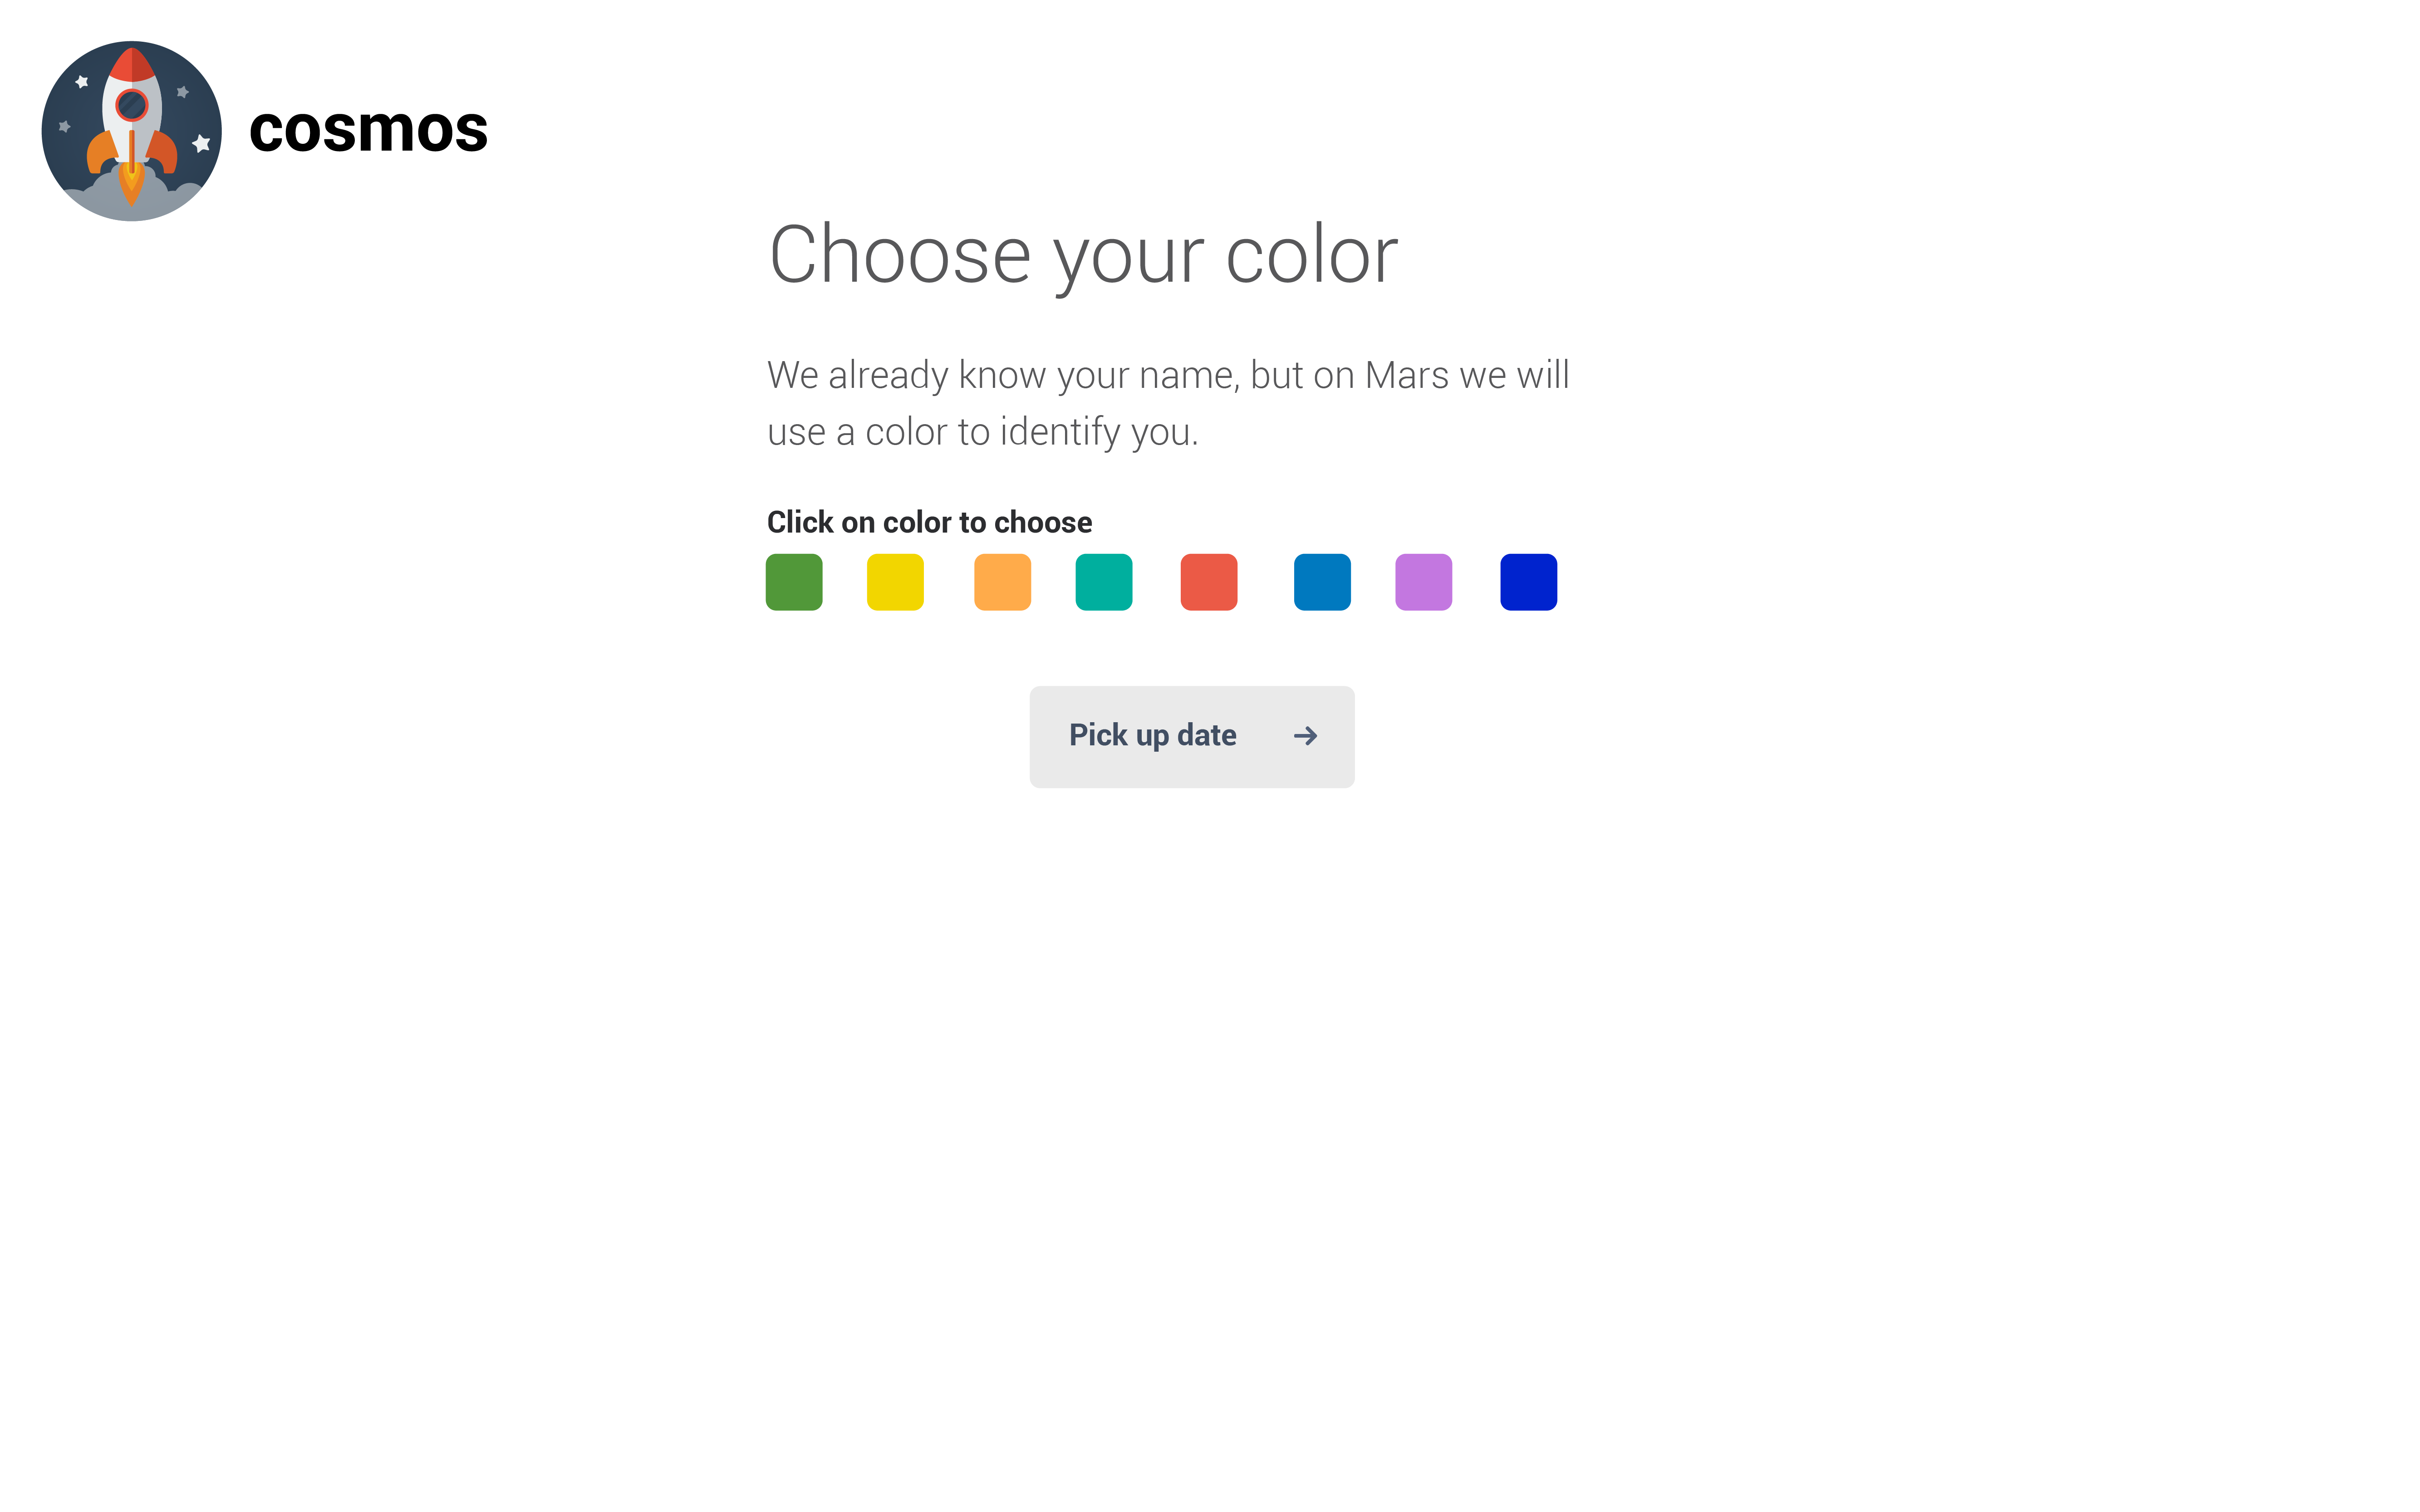 cosmos
Choose your color
We already know your name, but on Mars we will
use a color to identify you.
Click on color to choose
Pick up date